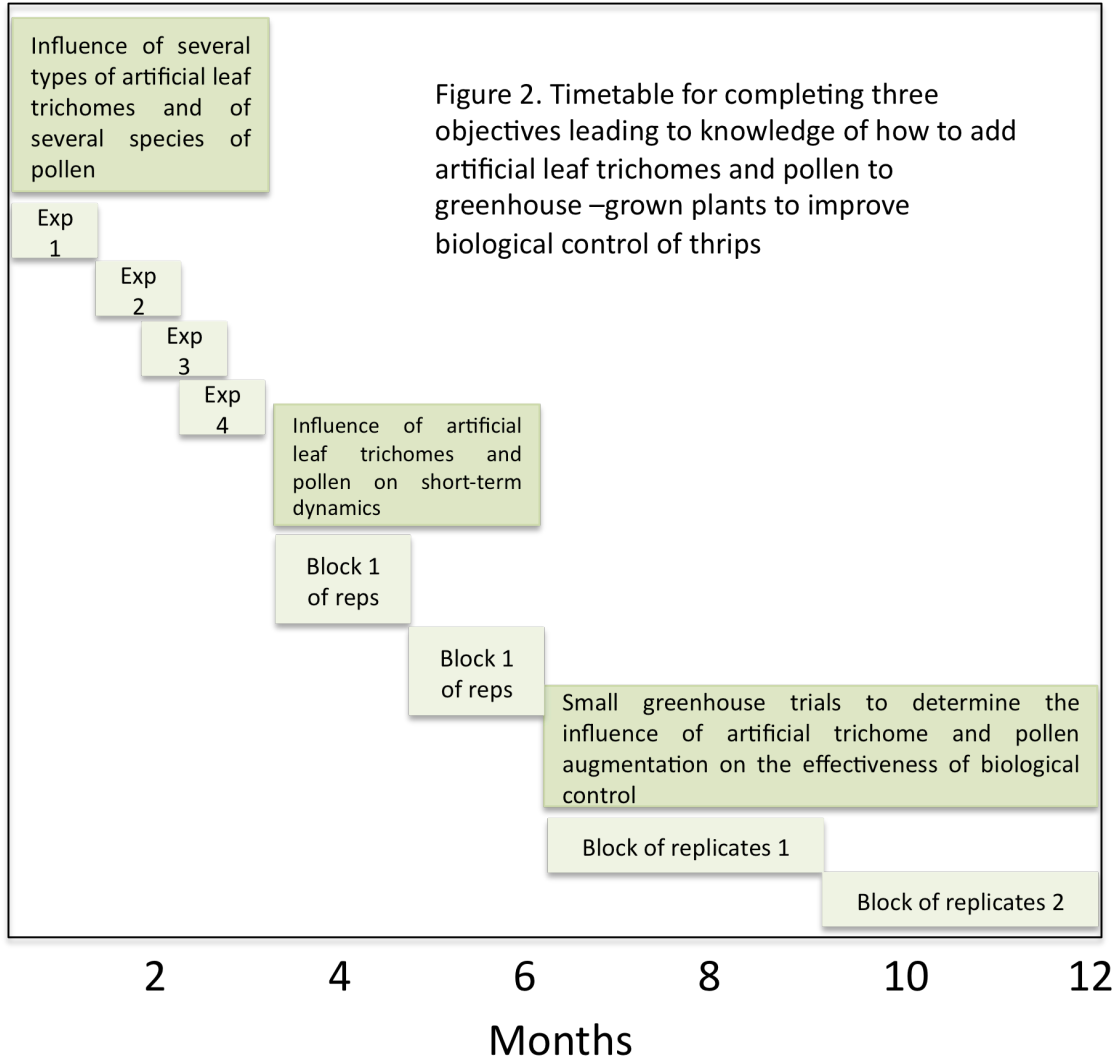 Influence of several
types of artificial leaf
trichomes and of
several species of
pollen
Figure 2. Timetable for completing three
objectives leading to knowledge of how to add
artificial leaf trichomes and pollen to
greenhouse –grown plants to improve
biological control of thrips
Exp
1
Exp
2
Exp
3
Exp
4
Influence of artificial
leaf trichomes and
pollen on short-term
dynamics
Block 1
of reps
Block 1
of reps
Small greenhouse trials to determine the
influence of artificial trichome and pollen
augmentation on the effectiveness of biological
control
Block of replicates 1
Block of replicates 2
2 4 6 8 10 12
Months